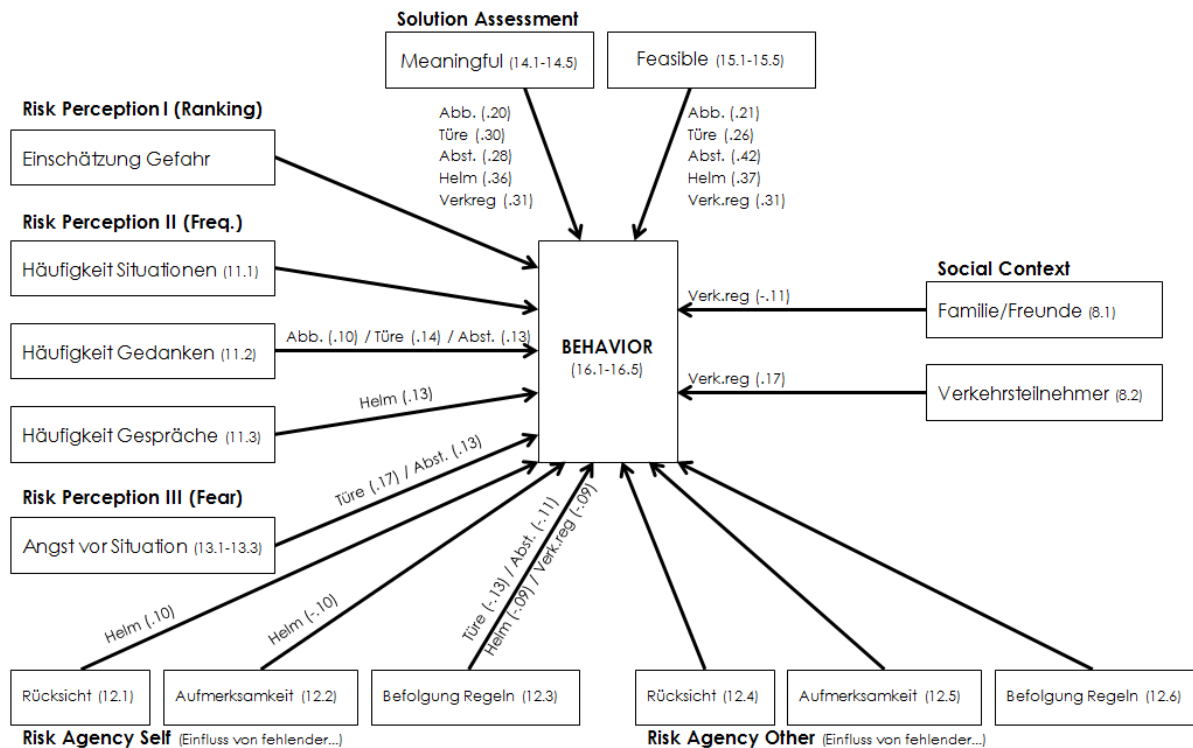 Solution Assessment
Meaningful (14.1-14.5)
Feasible (15.1-15.5)
Abb. (.20)
Türe (.30)
Abst. (.28)
Helm (.36)
Verkreg (.31)
Abb. (.21)
Türe (.26)
Abst. (.42)
Helm (.37)
Verk.reg (.31)
Risk Perception I (Ranking)
Einschätzung Gefahr
Risk Perception II (Freq.)
Häufigkeit Situationen (11.1)
Häufigkeit Gedanken (11.2)
Abb. (.10) / Türe (.14) / Abst. (.13)
Häufigkeit Gespräche (11.3)
Helm (.13)
Risk Perception III (Fear)
Angst vor Situation (13.1-13.3)
Türe (.17) / Abst. (.13)
BEHAVIOR
(16.1-16.5)
Social Context
Familie/Freunde (8.1)
Verk.reg (-.11)
Verkehrsteilnehmer (8.2)
Verk.reg (.17)
Helm (.10)
Helm (-.10)
Türe (-.13) / Abst. (-.11)
Helm (-.09) / Verk.reg (-.09)
Rücksicht (12.1)
Aufmerksamkeit (12.2)
Befolgung Regeln (12.3)
Risk Agency Self (Einfluss von fehlender...)
Rücksicht (12.4)
Aufmerksamkeit (12.5)
Befolgung Regeln (12.6)
Risk Agency Other (Einfluss von fehlender...)